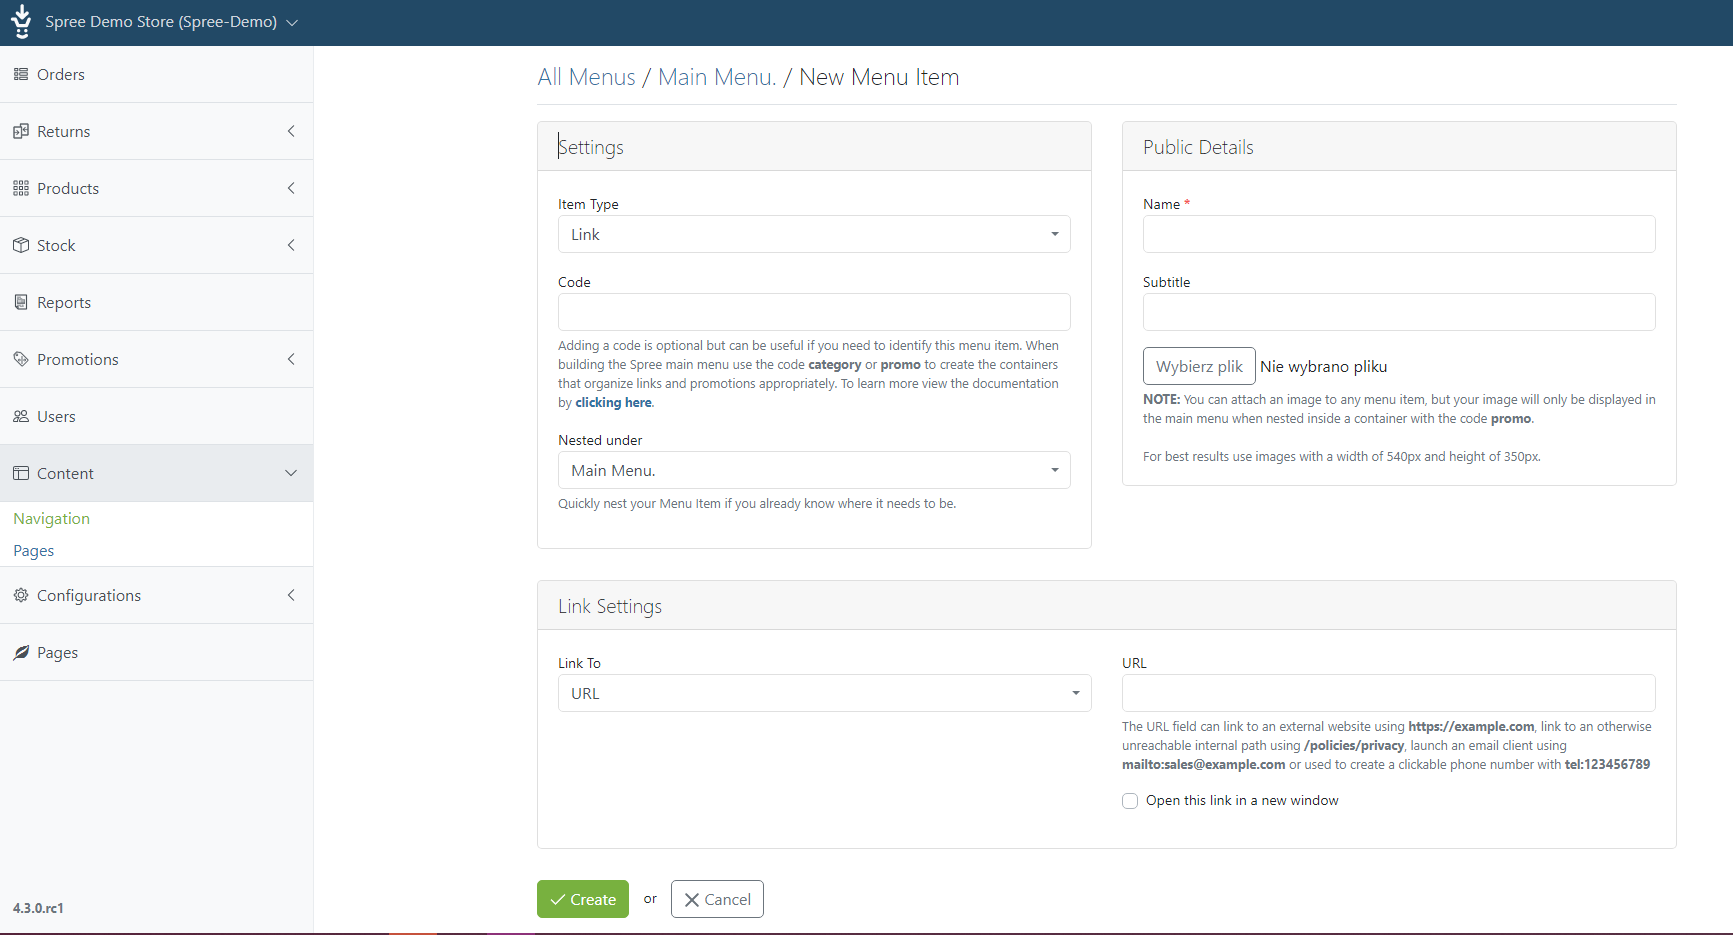 Spree Demo Store (Spree-Demo)
Orders
Returns
Products
Stock
Reports
Promotions
Users
Content
Navigation
Pages
Configurations
Pages
4.3.0.rc1
All Menus / Main Menu. / New Menu Item
Settings
Item Type
Link
Code
Adding a code is optional but can be useful if you need to identify this menu item. When
building the Spree main menu use the code category or promo to create the containers
that organize links and promotions appropriately. To learn more view the documentation
by clicking here.
Nested under
Main Menu.
Quickly nest your Menu Item if you already know where it needs to be.
Public Details
Name *
Subtitle
Wybierz plik Nie wybrano pliku
NOTE: You can attach an image to any menu item, but your image will only be displayed in
the main menu when nested inside a container with the code promo.
For best results use images with a width of 540px and height of 350px.
Link Settings
Link To
URL
URL
The URL field can link to an external website using https://example.com, link to an otherwise
unreachable internal path using /policies/privacy, launch an email client using
mailto:sales@example.com or used to create a clickable phone number with tel:123456789
Open this link in a new window
Create or Cancel